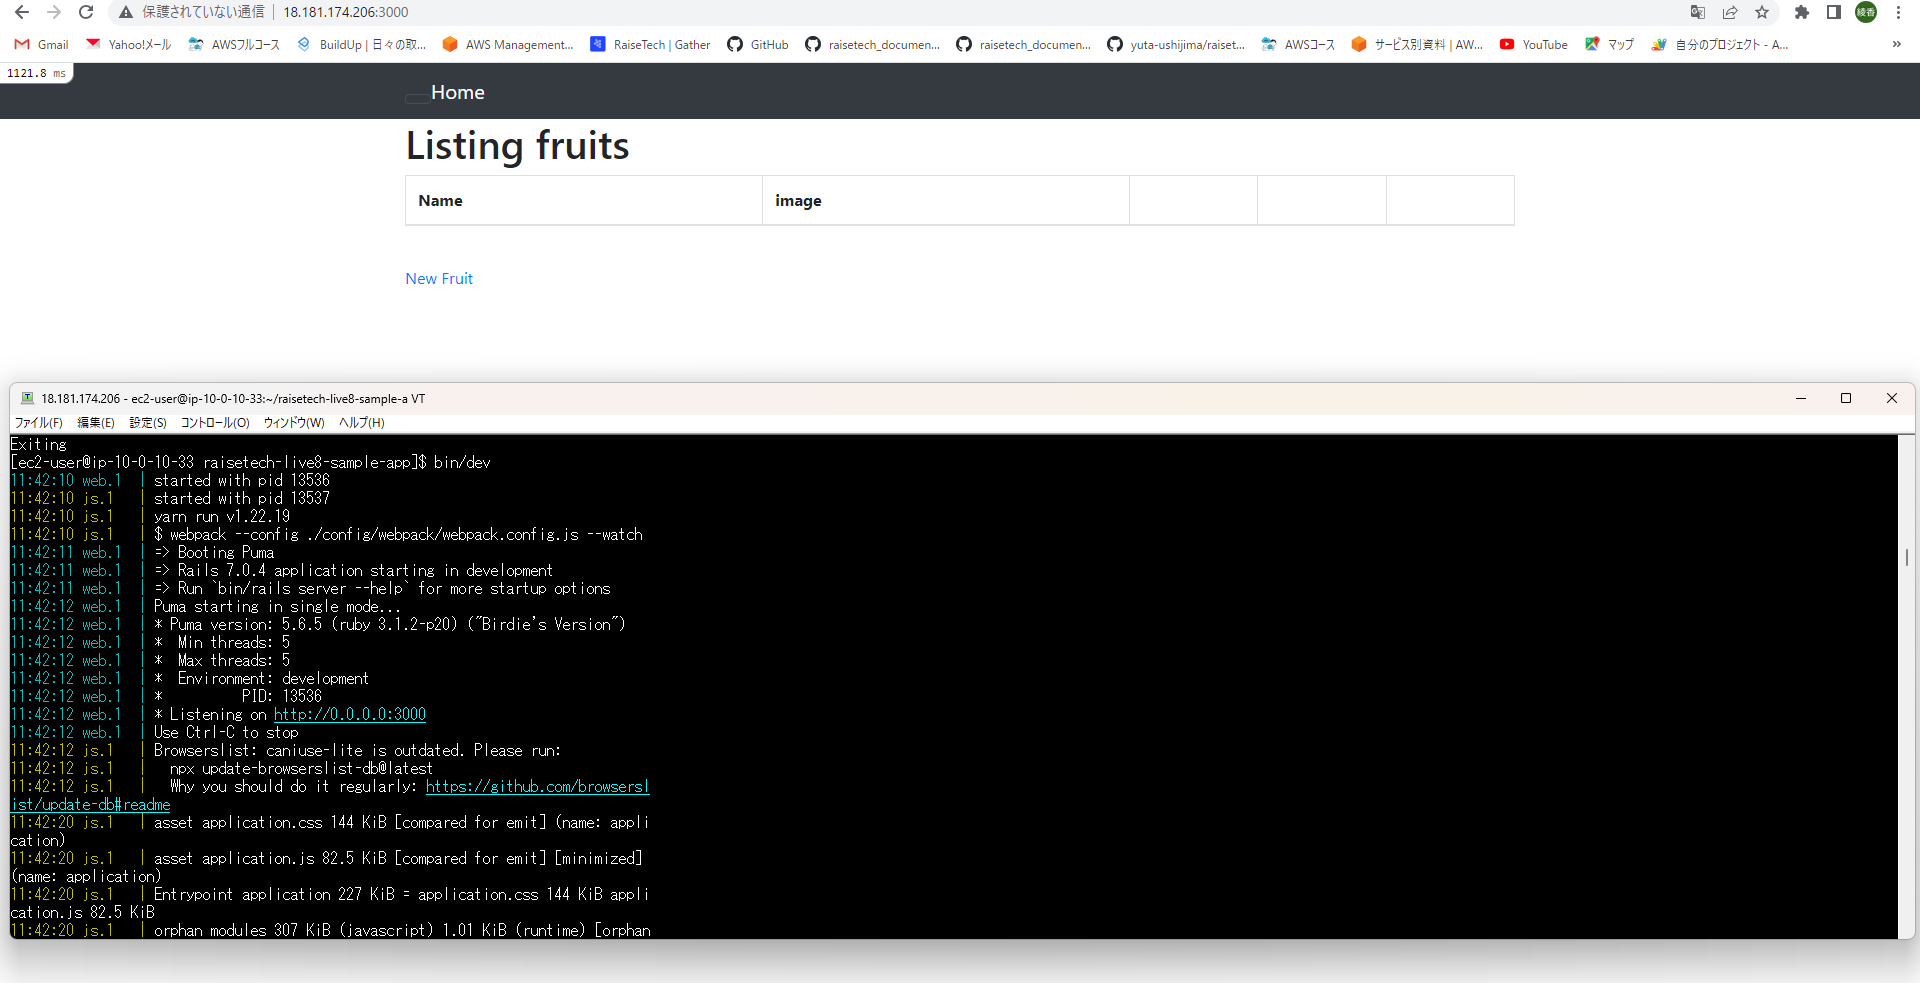 保護されていない通信 | 18.181.174.206:3000
Gmail Yahoo!メール AWSフルコース BuildUp | 日々の取... AWS Management... RaiseTech | Gather GitHub raisetech_documen... raisetech_documen... yuta-ushijima/raiset... AWSコース サービス別資料 | AW... YouTube マップ 自分のプロジェクト - A... »
綾香
1121.8 ms
Home
Listing fruits
Name image
New Fruit
18.181.174.206 - ec2-user@ip-10-0-10-33:~/raisetech-live8-sample-a VT
ファイル(F) 編集(E) 設定(S) コントロール(O) ウィンドウ(W) ヘルプ(H)
Exiting
[ec2-user@ip-10-0-10-33 raisetech-live8-sample-app]$ bin/dev
11:42:10 web.1  | started with pid 13536
11:42:10 js.1   | started with pid 13537
11:42:10 js.1   | yarn run v1.22.19
11:42:10 js.1   | $ webpack --config ./config/webpack/webpack.config.js --watch
11:42:11 web.1  | => Booting Puma
11:42:11 web.1  | => Rails 7.0.4 application starting in development
11:42:11 web.1  | => Run `bin/rails server --help` for more startup options
11:42:12 web.1  | Puma starting in single mode...
11:42:12 web.1  | * Puma version: 5.6.5 (ruby 3.1.2-p20) ("Birdie's Version")
11:42:12 web.1  | *  Min threads: 5
11:42:12 web.1  | *  Max threads: 5
11:42:12 web.1  | *  Environment: development
11:42:12 web.1  | *          PID: 13536
11:42:12 web.1  | * Listening on http://0.0.0.0:3000
11:42:12 web.1  | Use Ctrl-C to stop
11:42:12 js.1   | Browserslist: caniuse-lite is outdated. Please run:
11:42:12 js.1   |   npx update-browserslist-db@latest
11:42:12 js.1   |   Why you should do it regularly: https://github.com/browsersl
ist/update-db#readme
11:42:20 js.1   | asset application.css 144 KiB [compared for emit] (name: appli
cation)
11:42:20 js.1   | asset application.js 82.5 KiB [compared for emit] [minimized]
(name: application)
11:42:20 js.1   | Entrypoint application 227 KiB = application.css 144 KiB appli
cation.js 82.5 KiB
11:42:20 js.1   | orphan modules 307 KiB (javascript) 1.01 KiB (runtime) [orphan